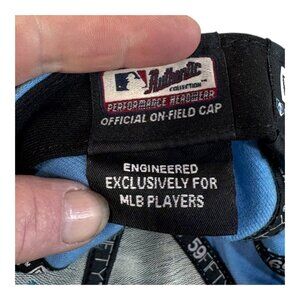 Authentic
COLLECTION
PERFORMANCE HEADWEAR
OFFICIAL ON-FIELD CAP
ENGINEERED
EXCLUSIVELY FOR
MLB PLAYERS
59FIFTY